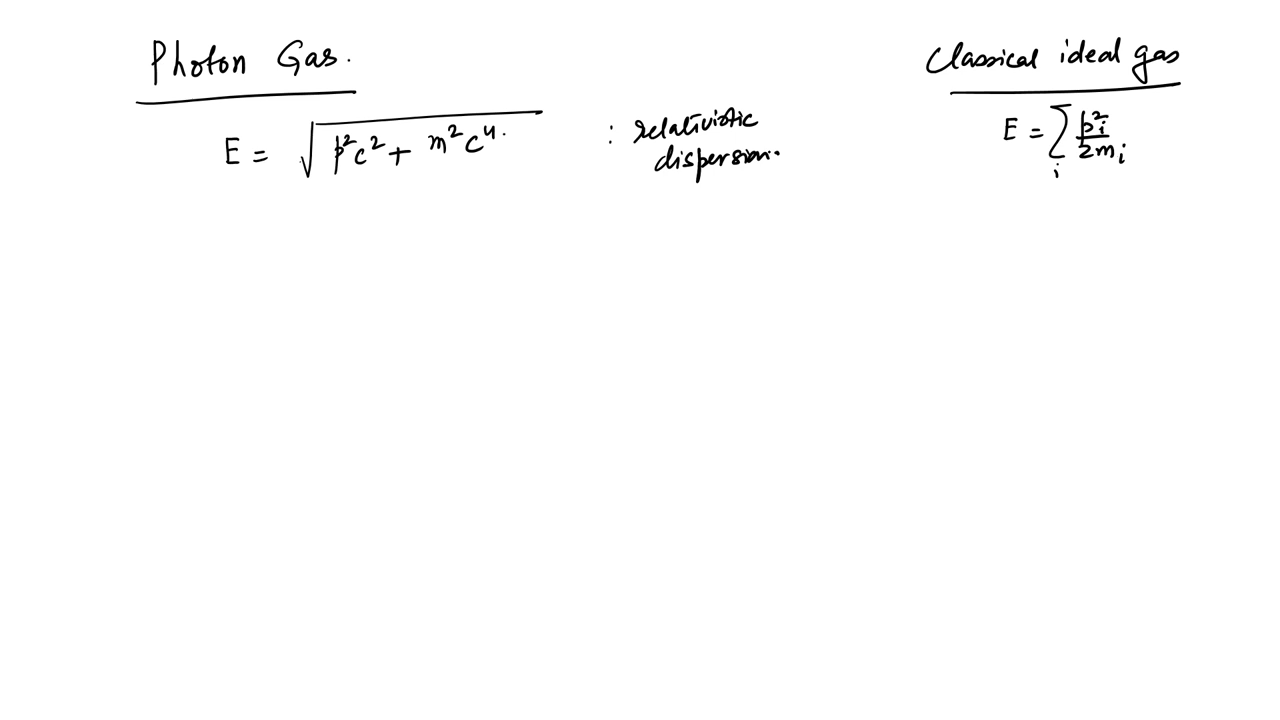 Photon Gas.
Classical ideal gas
E = √(p²c² + m²c⁴.)
: relativistic
dispersion.
E = ∑ᵢ pᵢ²/2mᵢ